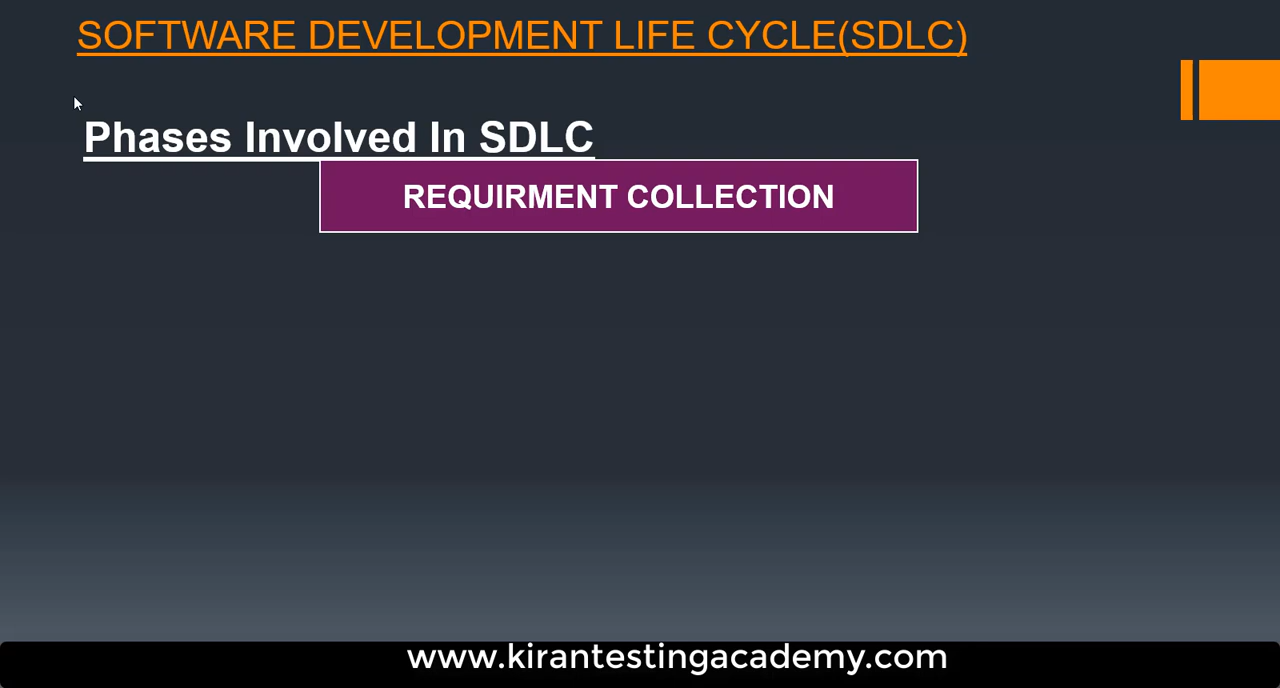 SOFTWARE DEVELOPMENT LIFE CYCLE(SDLC)
Phases Involved In SDLC
REQUIRMENT COLLECTION
www.kirantestingacademy.com